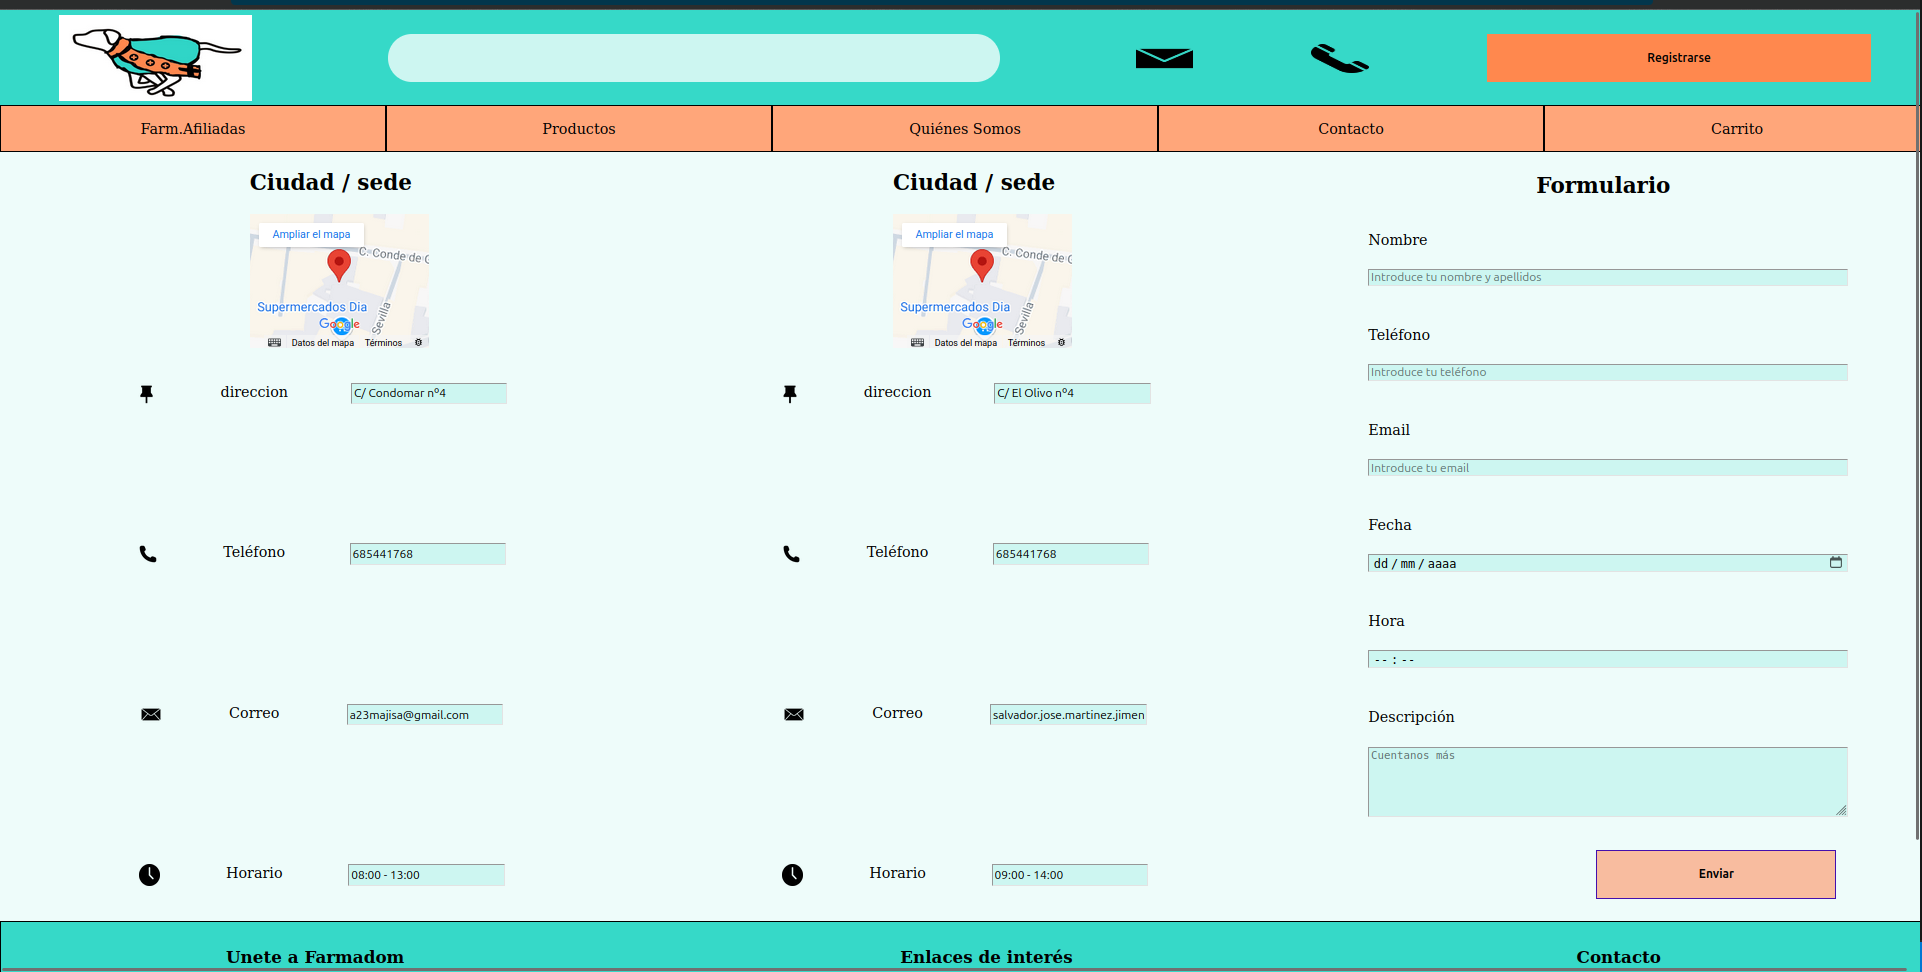 Registrarse
Farm.Afiliadas
Productos
Quiénes Somos
Contacto
Carrito
Ciudad / sede
Ampliar el mapa
C. Conde de G
Supermercados Dia
Sevilla
Google
Datos del mapa
Términos
direccion
C/ Condomar nº4
Teléfono
685441768
Correo
a23majisa@gmail.com
Horario
08:00 - 13:00
Ciudad / sede
Ampliar el mapa
C. Conde de G
Supermercados Dia
Sevilla
Google
Datos del mapa
Términos
direccion
C/ El Olivo nº4
Teléfono
685441768
Correo
salvador.jose.martinez.jimen
Horario
09:00 - 14:00
Formulario
Nombre
Introduce tu nombre y apellidos
Teléfono
Introduce tu teléfono
Email
Introduce tu email
Fecha
dd / mm / aaaa
Hora
-- : --
Descripción
Cuentanos más
Enviar
Unete a Farmadom
Enlaces de interés
Contacto